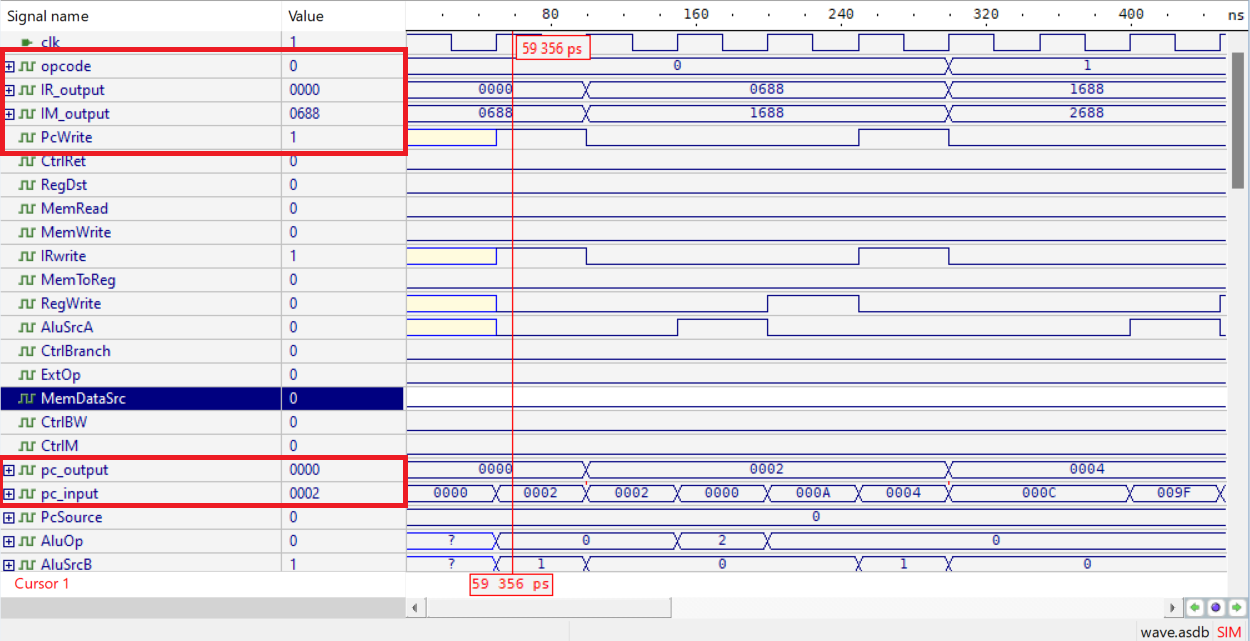 Signal name Value 80 160 240 320 400 ns
clk 1 59 356 ps
opcode 0 0 1
IR_output 0000 0000 0688 1688
IM_output 0688 0688 1688 2688
PcWrite 1
CtrlRet 0
RegDst 0
MemRead 0
MemWrite 0
IRwrite 1
MemToReg 0
RegWrite 0
AluSrcA 0
CtrlBranch 0
ExtOp 0
MemDataSrc 0
CtrlBW 0
CtrlM 0
pc_output 0000 0000 0002 0004
pc_input 0002 0000 0002 0002 0000 000A 0004 000C 009F
PcSource 0 0
AluOp 0 ? 0 2 0
AluSrcB 1 ? 1 0 1 0
Cursor 1 59 356 ps
wave.asdb SIM